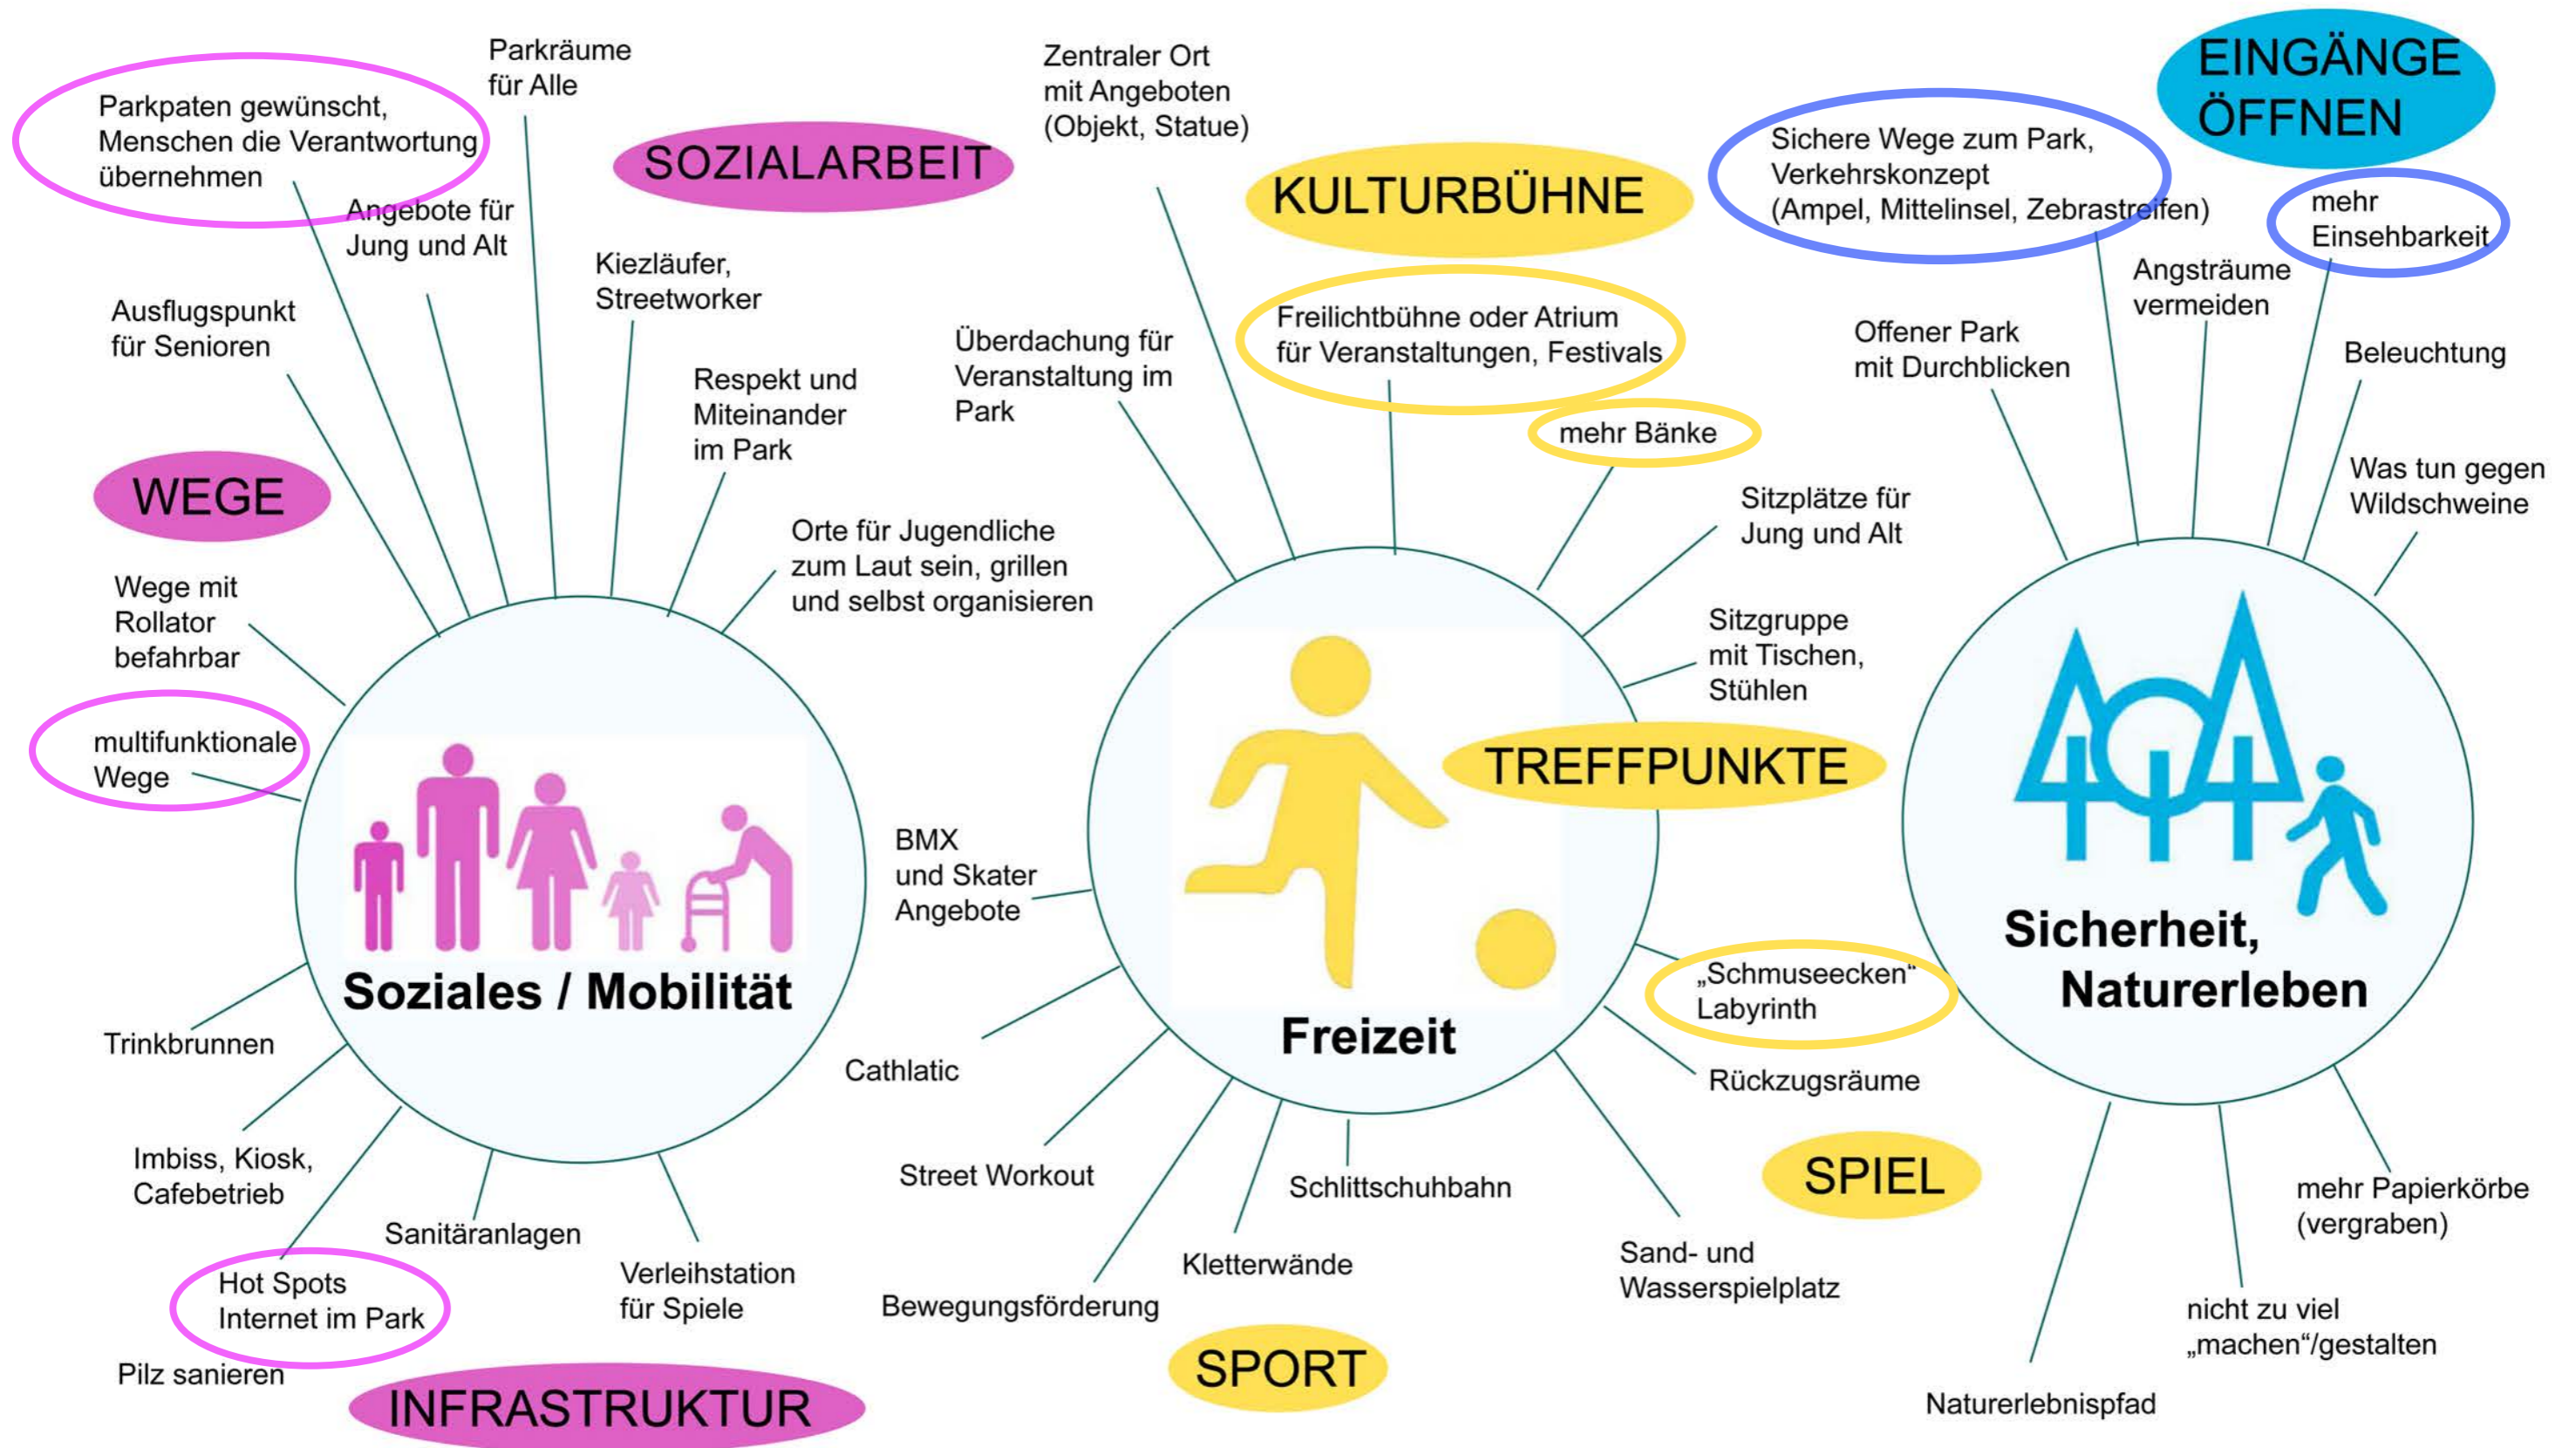 Parkräume
für Alle
Parkpaten gewünscht,
Menschen die Verantwortung
übernehmen
SOZIALARBEIT
Angebote für
Jung und Alt
Kiezläufer,
Streetworker
Ausflugspunkt
für Senioren
Respekt und
Miteinander
im Park
WEGE
Orte für Jugendliche
zum Laut sein, grillen
und selbst organisieren
Wege mit
Rollator
befahrbar
multifunktionale
Wege
Soziales / Mobilität
Trinkbrunnen
Imbiss, Kiosk,
Cafebetrieb
Sanitäranlagen
Hot Spots
Internet im Park
Verleihstation
für Spiele
Pilz sanieren
INFRASTRUKTUR
Zentraler Ort
mit Angeboten
(Objekt, Statue)
KULTURBÜHNE
Freilichtbühne oder Atrium
für Veranstaltungen, Festivals
Überdachung für
Veranstaltung im
Park
mehr Bänke
Sitzplätze für
Jung und Alt
Sitzgruppe
mit Tischen,
Stühlen
TREFFPUNKTE
BMX
und Skater
Angebote
„Schmuseecken“
Labyrinth
Freizeit
Cathlatic
Rückzugsräume
Street Workout
Schlittschuhbahn
SPIEL
Kletterwände
Sand- und
Wasserspielplatz
Bewegungsförderung
SPORT
EINGÄNGE
ÖFFNEN
Sichere Wege zum Park,
Verkehrskonzept
(Ampel, Mittelinsel, Zebrastreifen)
mehr
Einsehbarkeit
Angsträume
vermeiden
Offener Park
mit Durchblicken
Beleuchtung
Was tun gegen
Wildschweine
Sicherheit,
Naturerleben
mehr Papierkörbe
(vergraben)
nicht zu viel
„machen“/gestalten
Naturerlebnispfad